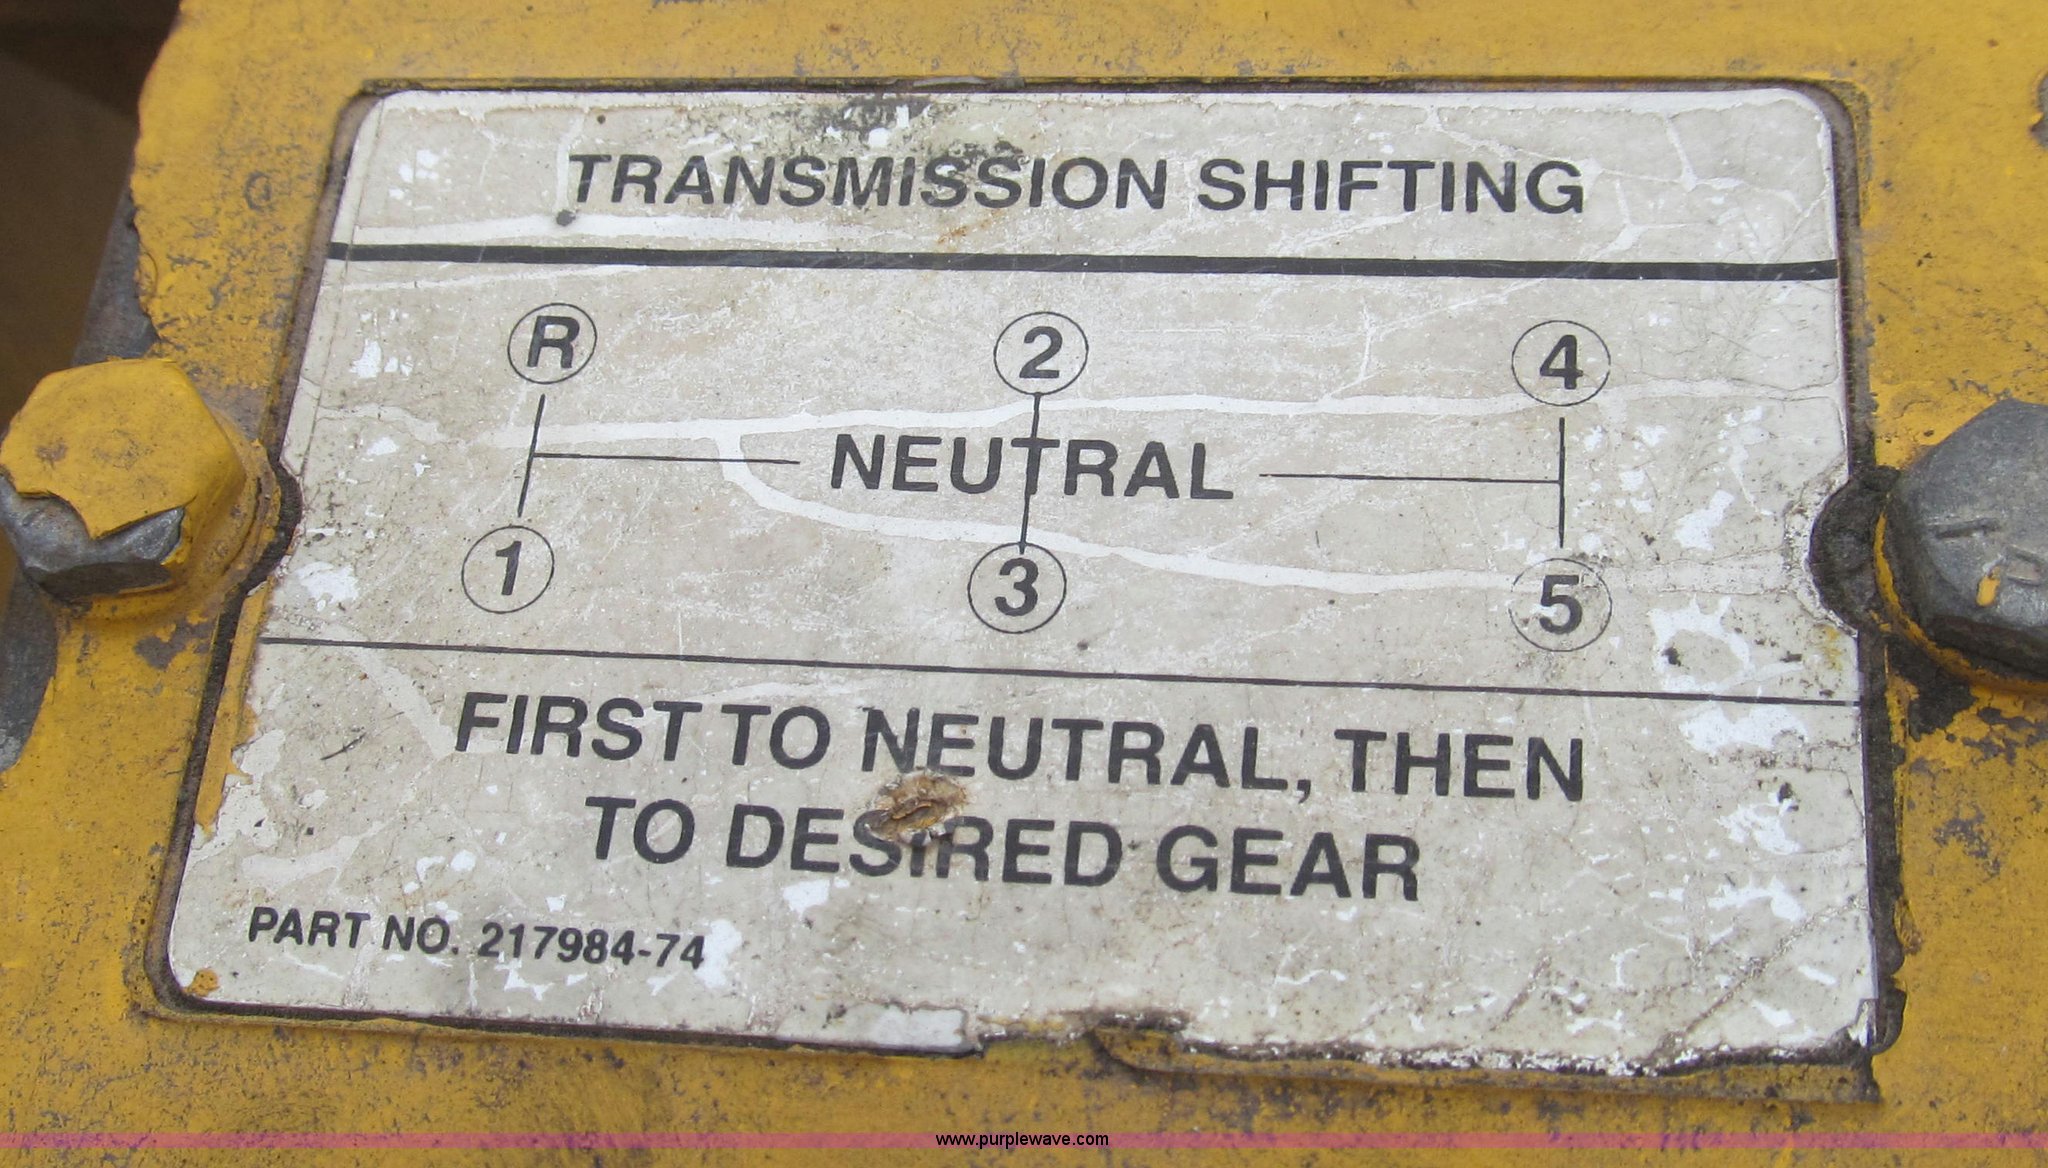 TRANSMISSION SHIFTING
R 2 4
NEUTRAL
1 3 5
FIRST TO NEUTRAL, THEN
TO DESIRED GEAR
PART NO. 217984-74
www.purplewave.com